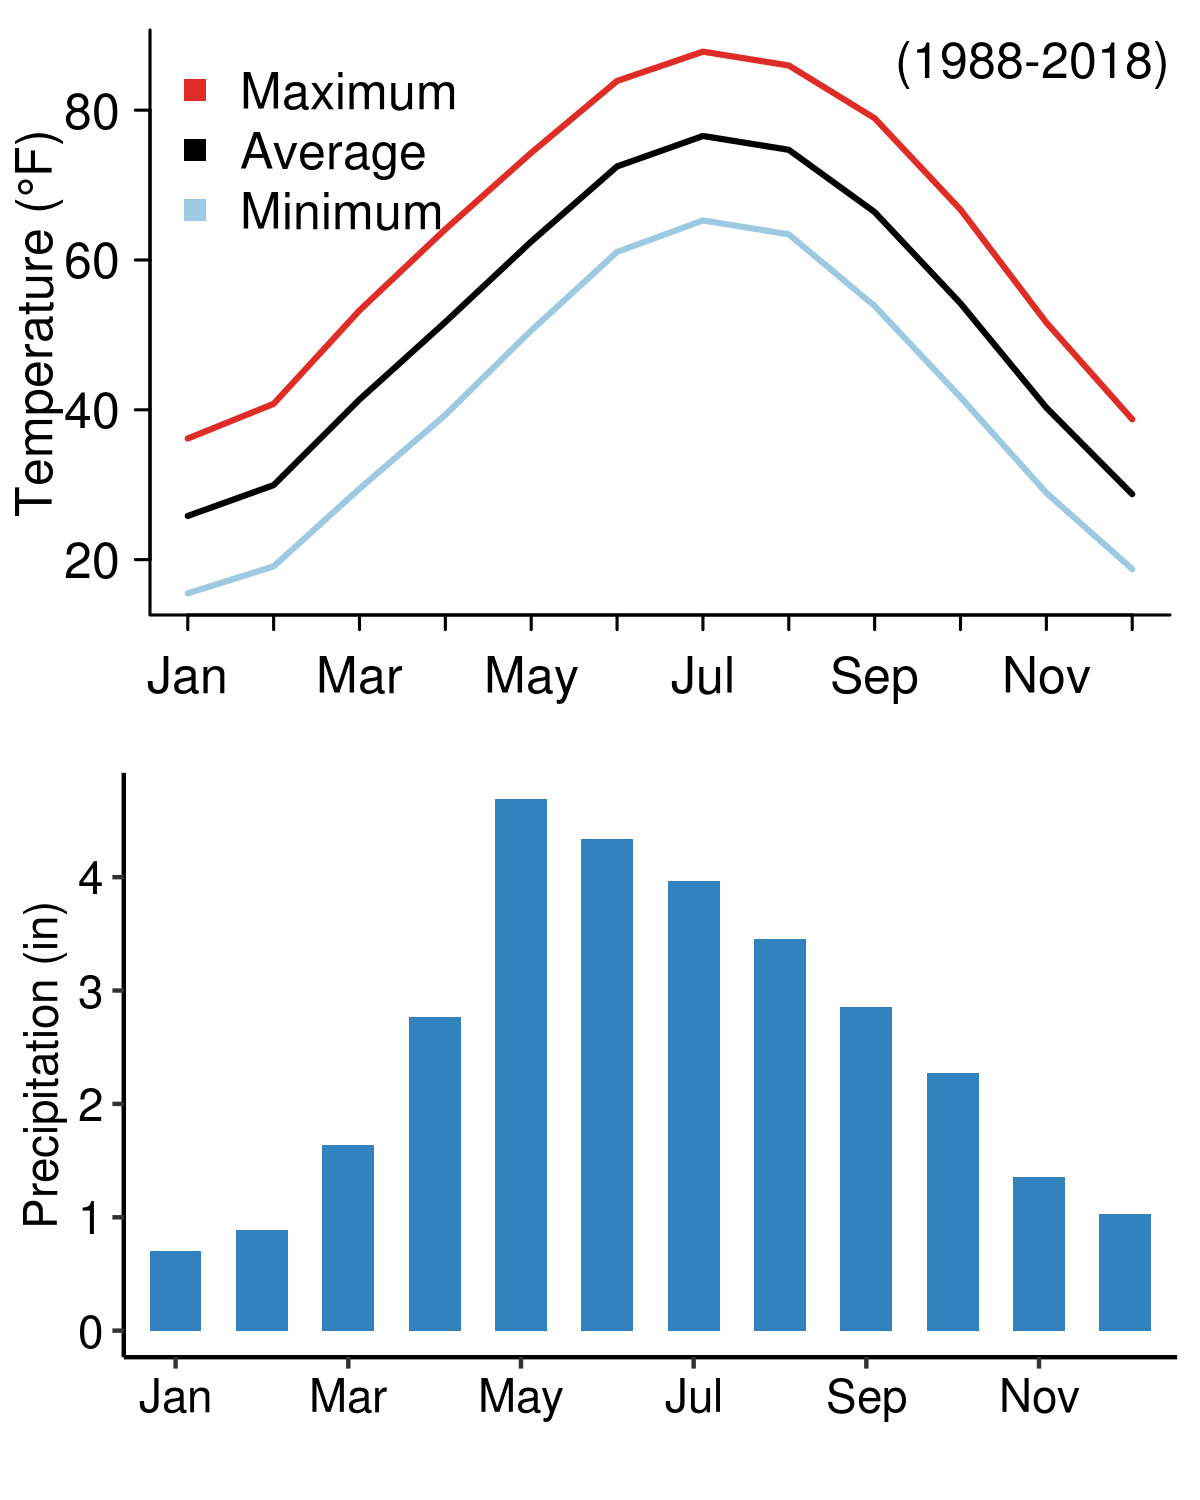 (1988-2018)
Maximum
Average
Minimum
Temperature (°F)
80
60
40
20
Jan Mar May Jul Sep Nov
Precipitation (in)
4
3
2
1
0
Jan Mar May Jul Sep Nov